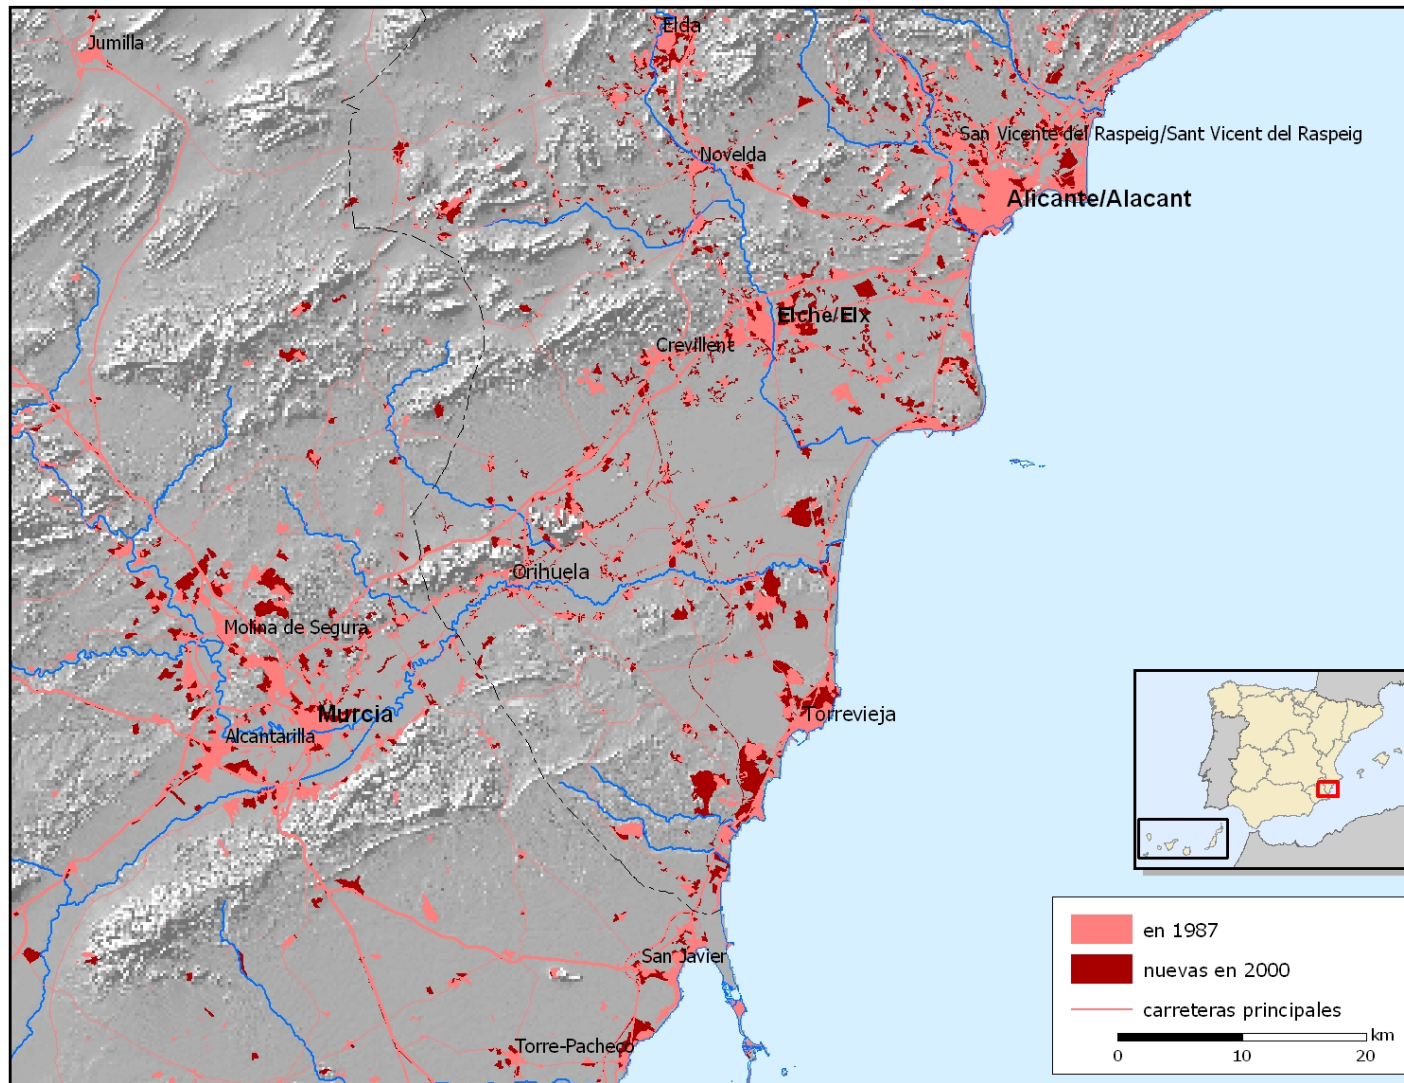 Elda
Jumilla
San Vicente del Raspeig/Sant Vicent del Raspeig
Novelda
Alicante/Alacant
Elche/Elx
Crevillent
Orihuela
Molina de Segura
Murcia
Torrevieja
Alcantarilla
San Javier
Torre-Pacheco
en 1987
nuevas en 2000
carreteras principales
km
0 10 20